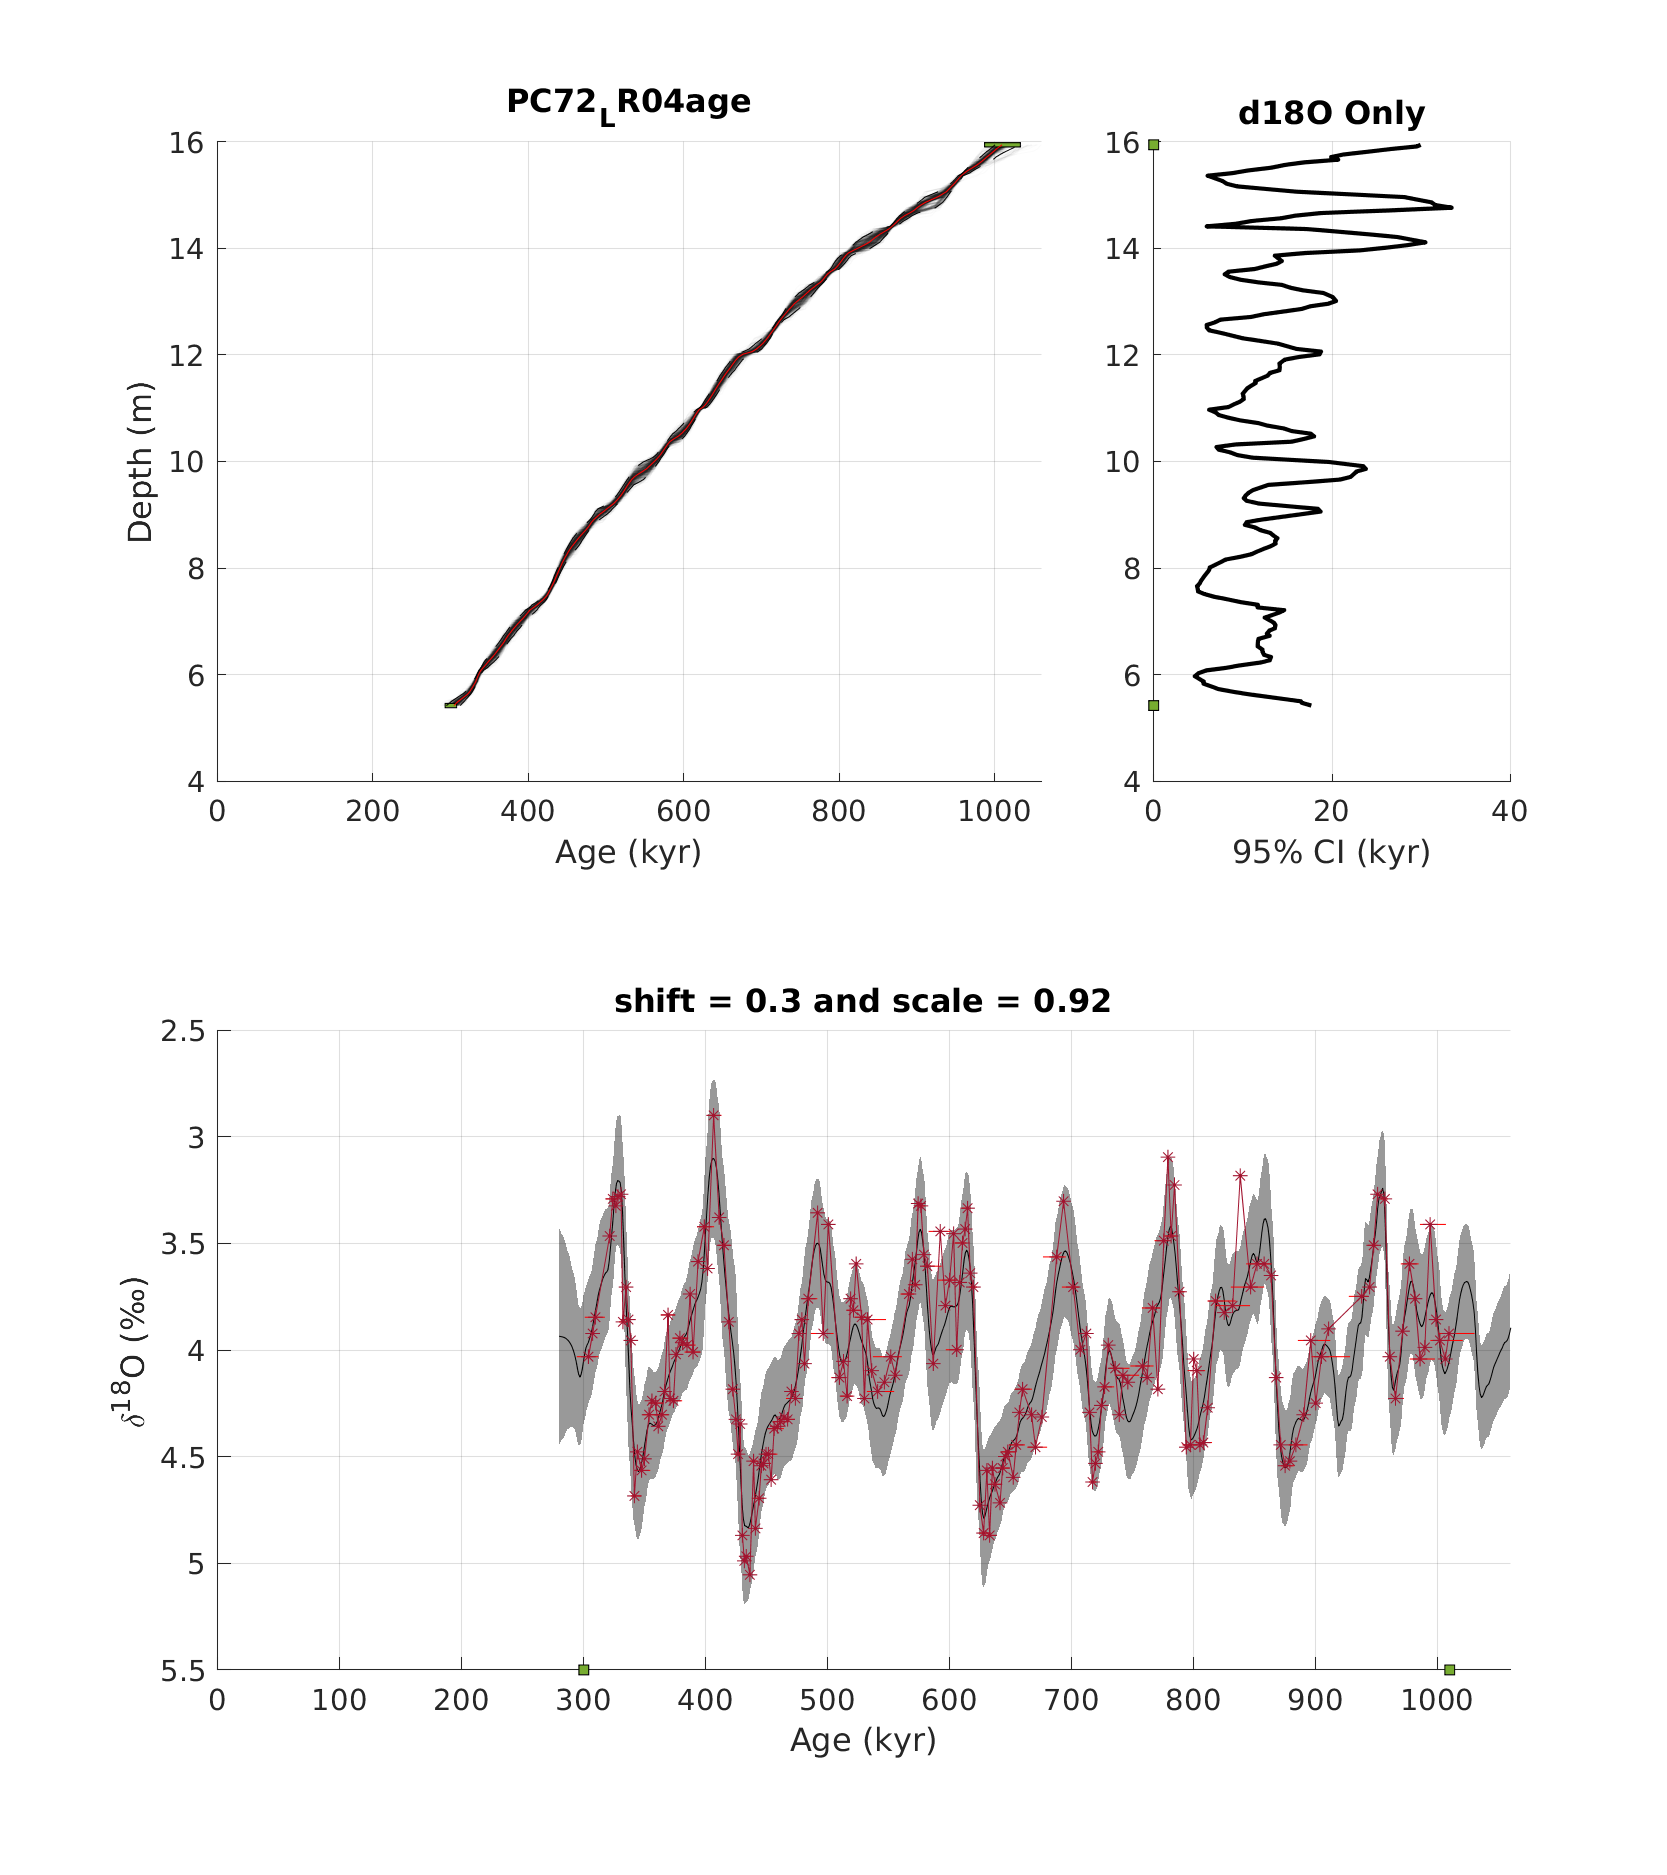 PC72LR04age
16
14
12
10
8
6
4
Depth (m)
0 200 400 600 800 1000
Age (kyr)
d18O Only
16
14
12
10
8
6
4
0 20 40
95% CI (kyr)
shift = 0.3 and scale = 0.92
2.5
3
3.5
4
4.5
5
5.5
δ18O (‰)
0 100 200 300 400 500 600 700 800 900 1000
Age (kyr)